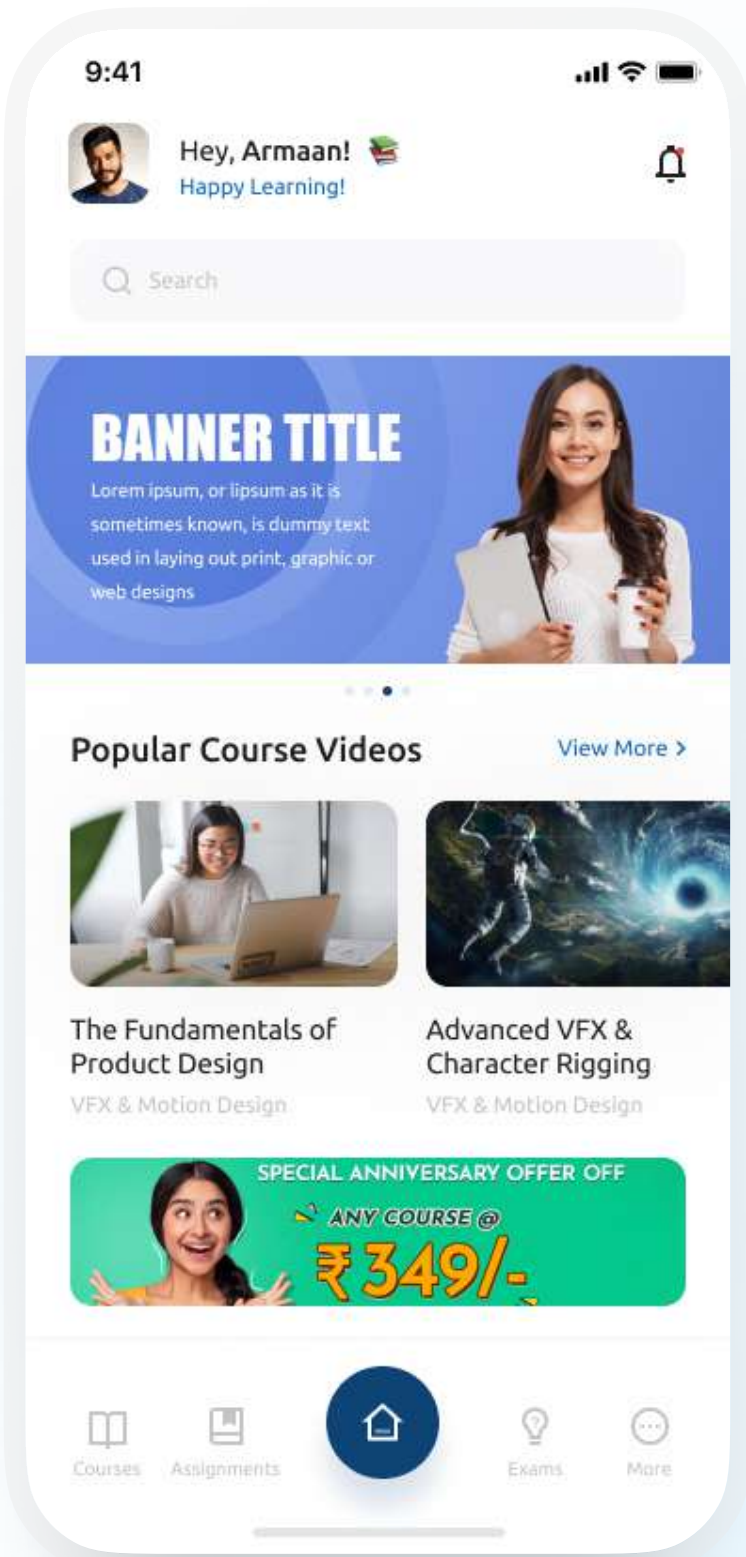 9:41
Hey, Armaan!
Happy Learning!
Search
BANNER TITLE
Lorem ipsum, or lipsum as it is
sometimes known, is dummy text
used in laying out print, graphic or
web designs
Popular Course Videos
View More >
The Fundamentals of
Product Design
VFX & Motion Design
Advanced VFX &
Character Rigging
VFX & Motion Design
SPECIAL ANNIVERSARY OFFER OFF
ANY COURSE @
₹349/-
Courses
Assignments
Exams
More